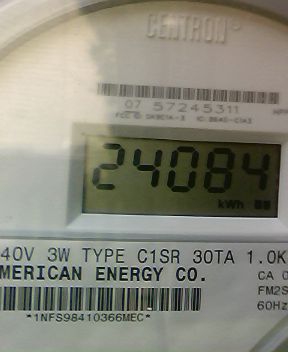 CENTRON®
07 57245311
24084
kWh
40V 3W TYPE C1SR 30TA 1.0K
MERICAN ENERGY CO.
CA 0
FM2S
60Hz
*1NFS98410366MEC*